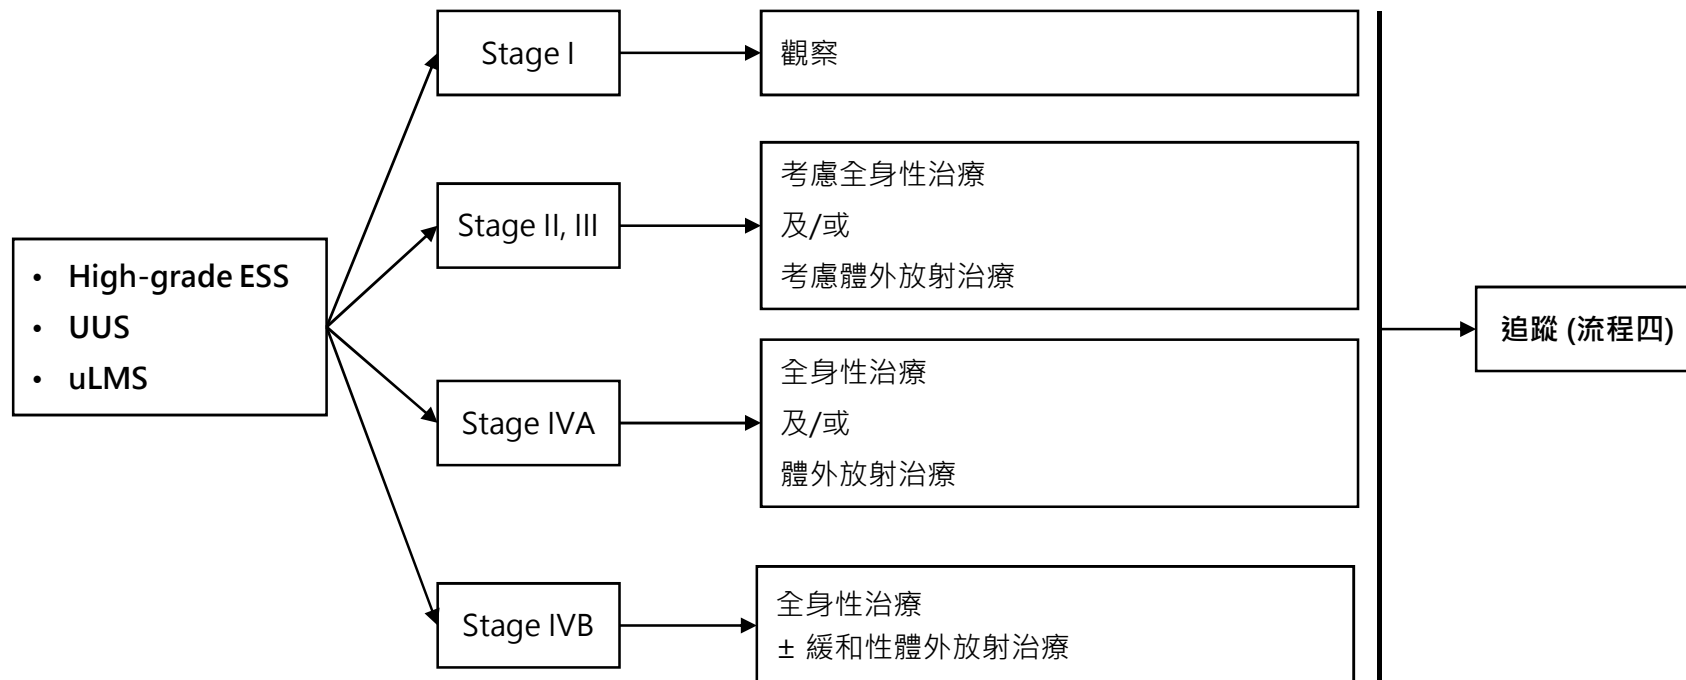 • High-grade ESS
• UUS
• uLMS
Stage I
觀察
Stage II, III
考慮全身性治療
及/或
考慮體外放射治療
Stage IVA
全身性治療
及/或
體外放射治療
Stage IVB
全身性治療
± 緩和性體外放射治療
追蹤 (流程四)